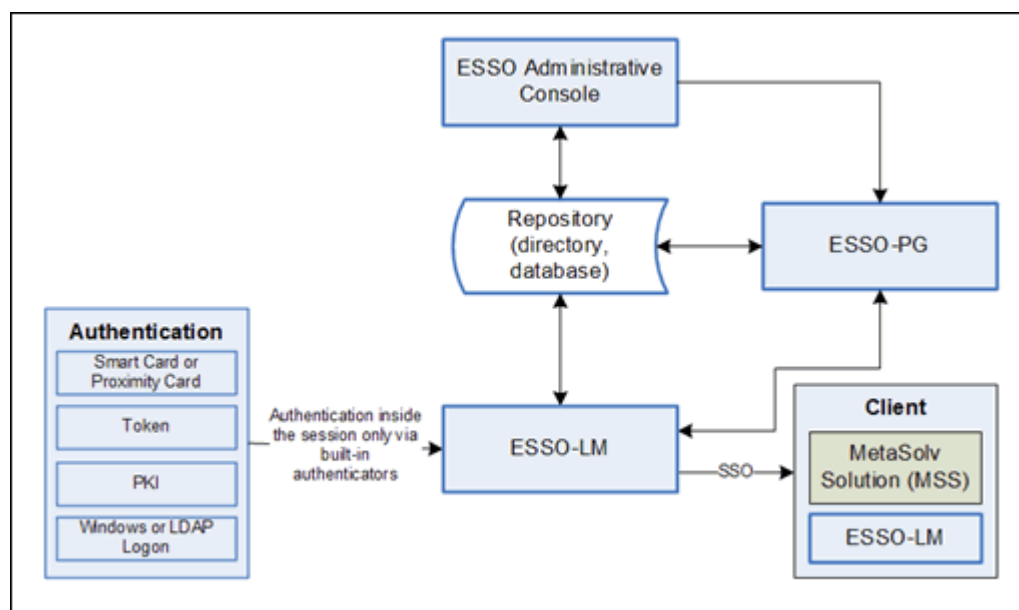 ESSO Administrative
Console
Repository
(directory,
database)
ESSO-PG
Authentication
Smart Card or
Proximity Card
Token
PKI
Windows or LDAP
Logon
Authentication inside
the session only via
built-in
authenticators
ESSO-LM
SSO
Client
MetaSolv
Solution (MSS)
ESSO-LM